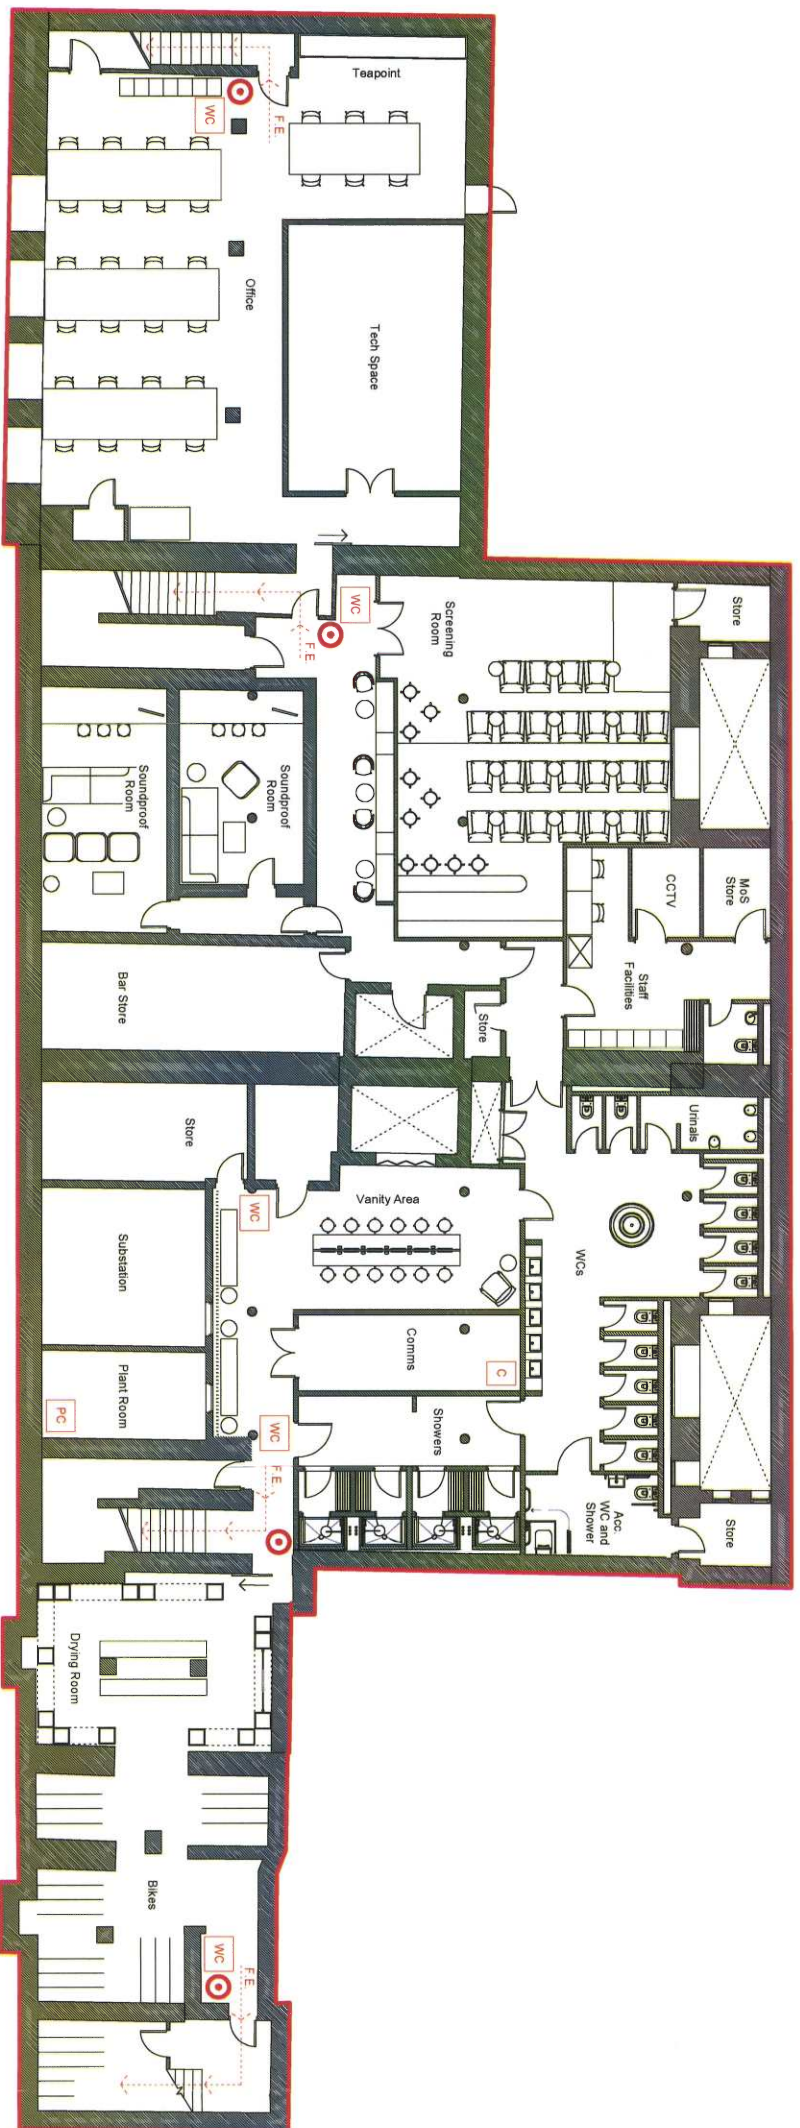 Teapoint
WC
F.E.
Office
Tech Space
WC
F.E.
Screening
Room
Store
Soundproof
Room
Soundproof
Room
MoS
Store
CCTV
Staff
Facilities
Bar Store
Store
Store
Urinals
Vanity Area
WC
WCs
Substation
Comms
C
Plant Room
PC
WC
F.E.
Showers
Acc.
WC and
Shower
Store
Drying Room
Bikes
WC
F.E.